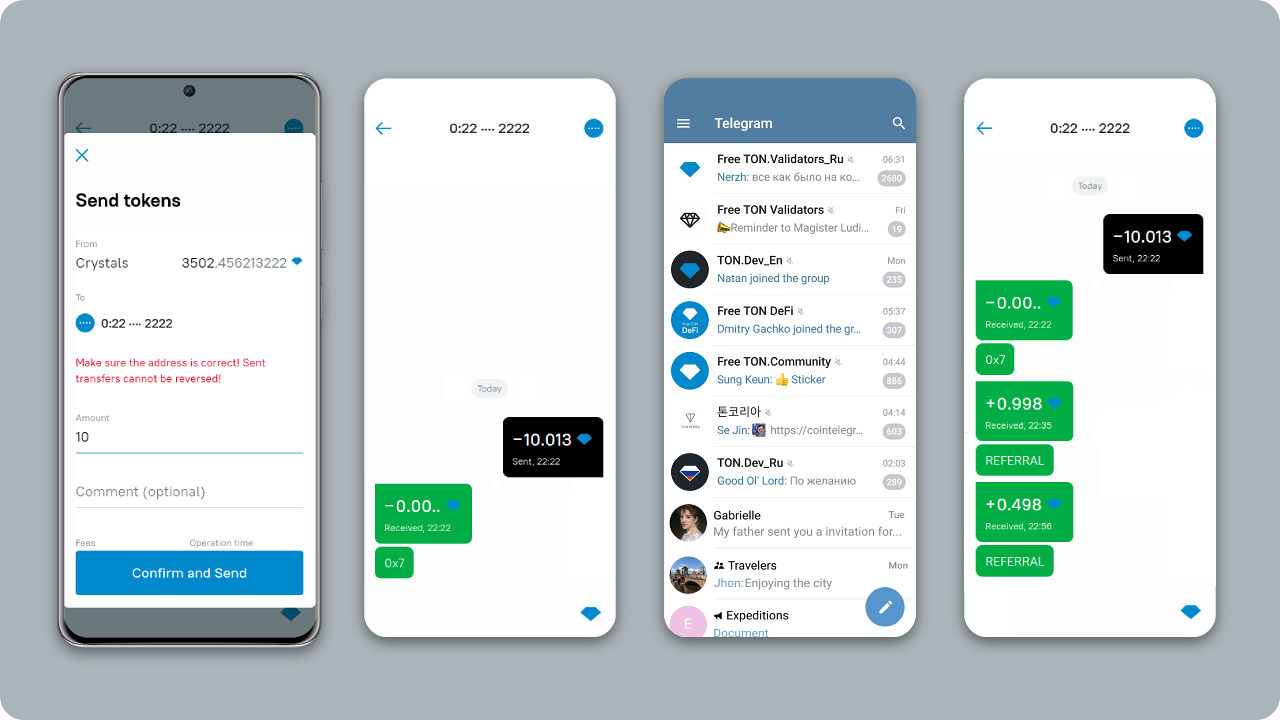 0:22 ···· 2222
Send tokens
From
Crystals 3502.456213222
To
0:22 ···· 2222
Make sure the address is correct! Sent
transfers cannot be reversed!
Amount
10
Comment (optional)
Fees Operation time
Confirm and Send
0:22 ···· 2222
Today
−10.013
Sent, 22:22
−0.00..
Received, 22:22
0x7
Telegram
Free TON.Validators_Ru 06:31
Nerzh: все как было на ко... 2680
Free TON Validators Fri
Reminder to Magister Ludi... 19
TON.Dev_En Mon
Natan joined the group 235
Free TON DeFi 05:37
Dmitry Gachko joined the gr... 307
FreeTON
DeFi
Free TON.Community 04:44
Sung Keun: 👍 Sticker 886
톤코리아 04:14
Se Jin: https://cointelegr... 603
TON KOREA
TON.Dev_Ru 02:03
Good Ol' Lord: По желанию 289
Gabrielle Tue
My father sent you a invitation for...
Travelers Mon
Jhon:Enjoying the city
E Expeditions
Document
0:22 ···· 2222
Today
−10.013
Sent, 22:22
−0.00..
Received, 22:22
0x7
+0.998
Received, 22:35
REFERRAL
+0.498
Received, 22:56
REFERRAL